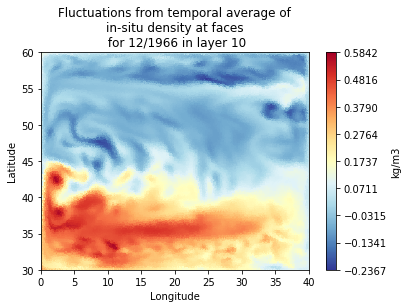 Fluctuations from temporal average of
in-situ density at faces
for 12/1966 in layer 10
60
55
50
45
40
35
30
Latitude
0 5 10 15 20 25 30 35 40
Longitude
0.5842
0.4816
0.3790
0.2764
0.1737
0.0711
−0.0315
−0.1341
−0.2367
kg/m3